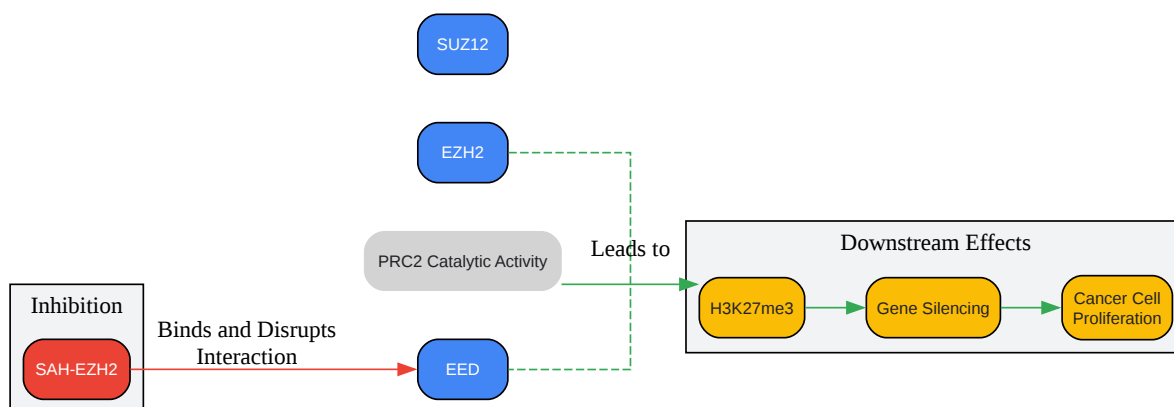 SUZ12
EZH2
PRC2 Catalytic Activity
Leads to
Downstream Effects
H3K27me3
Gene Silencing
Cancer Cell
Proliferation
Inhibition
SAH-EZH2
Binds and Disrupts
Interaction
EED